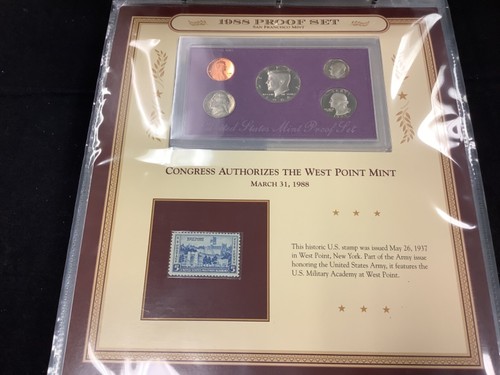 1988 PROOF SET
SAN FRANCISCO MINT
United States Mint Proof Set
CONGRESS AUTHORIZES THE WEST POINT MINT
MARCH 31, 1988
This historic U.S. stamp was issued May 26, 1937
in West Point, New York. Part of the Army issue
honoring the United States Army, it features the
U.S. Military Academy at West Point.
5
5